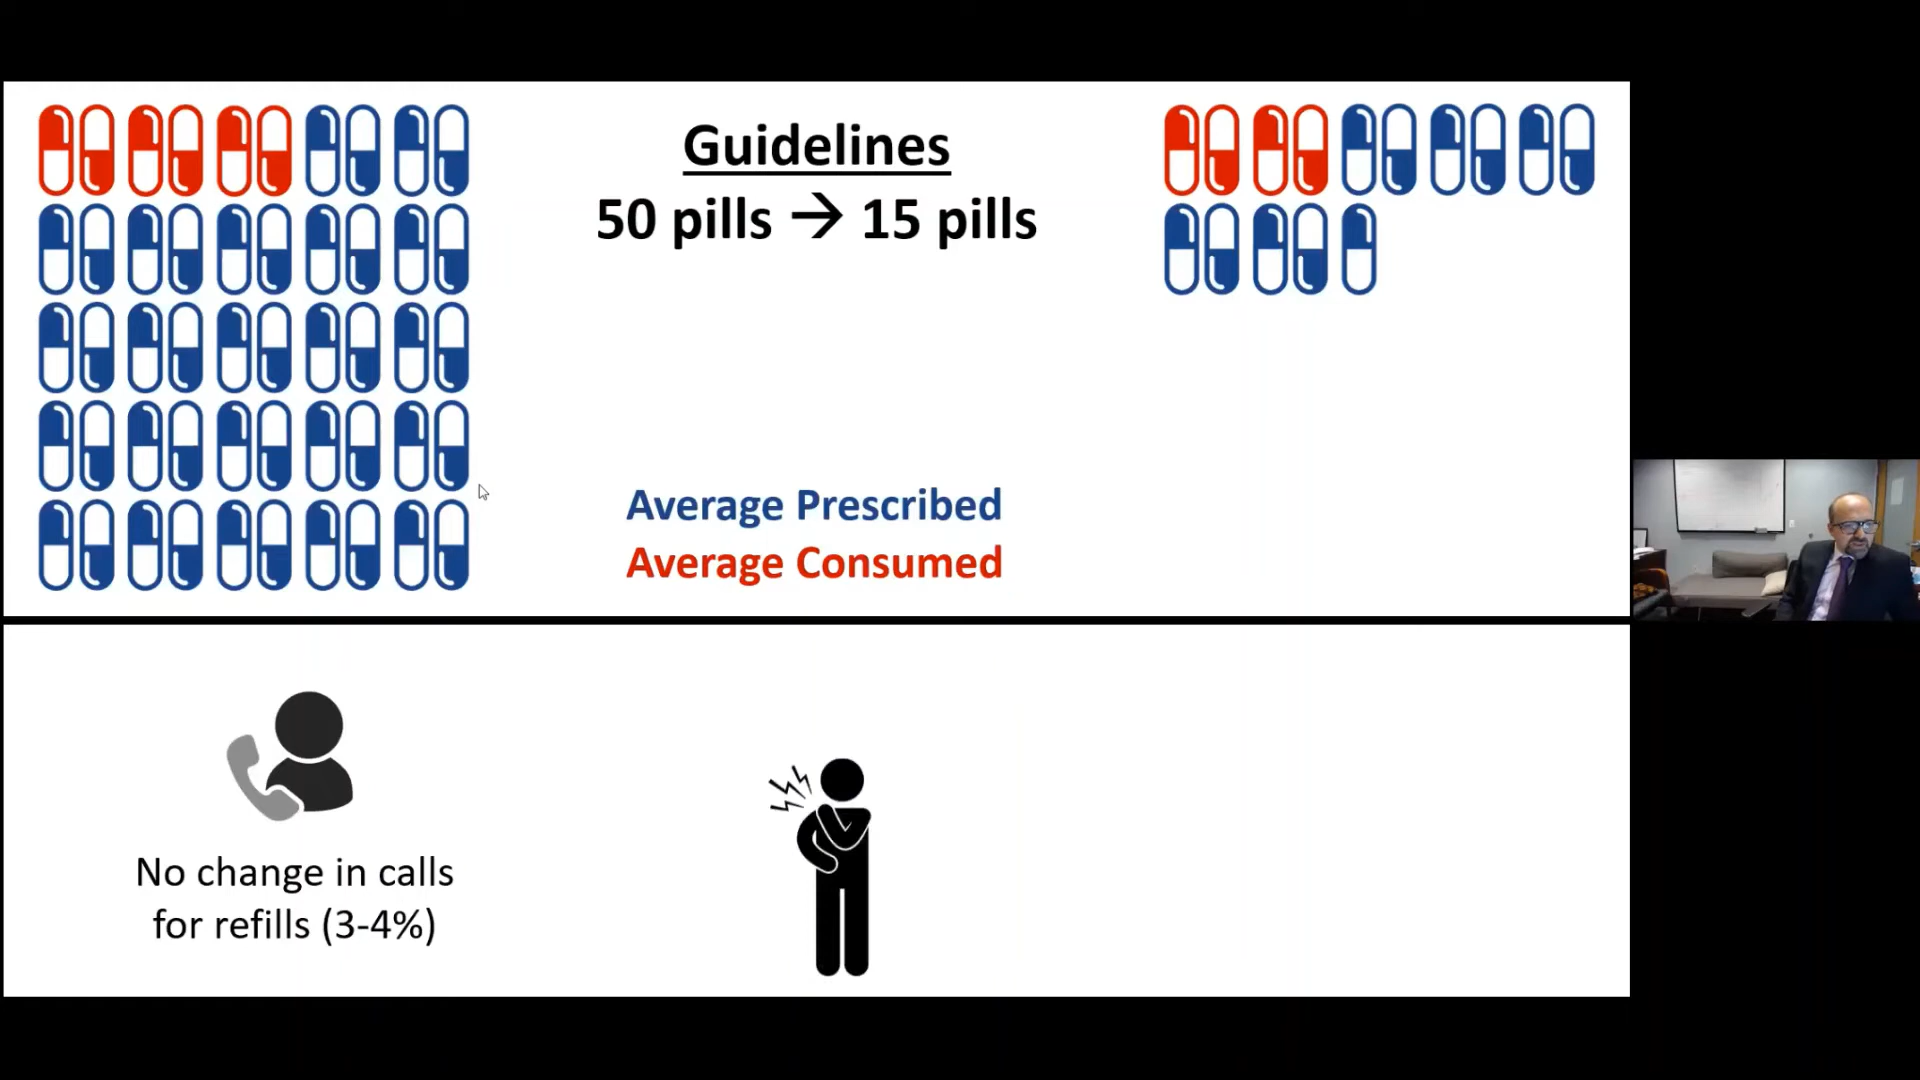 Guidelines
50 pills → 15 pills
Average Prescribed
Average Consumed
No change in calls
for refills (3-4%)